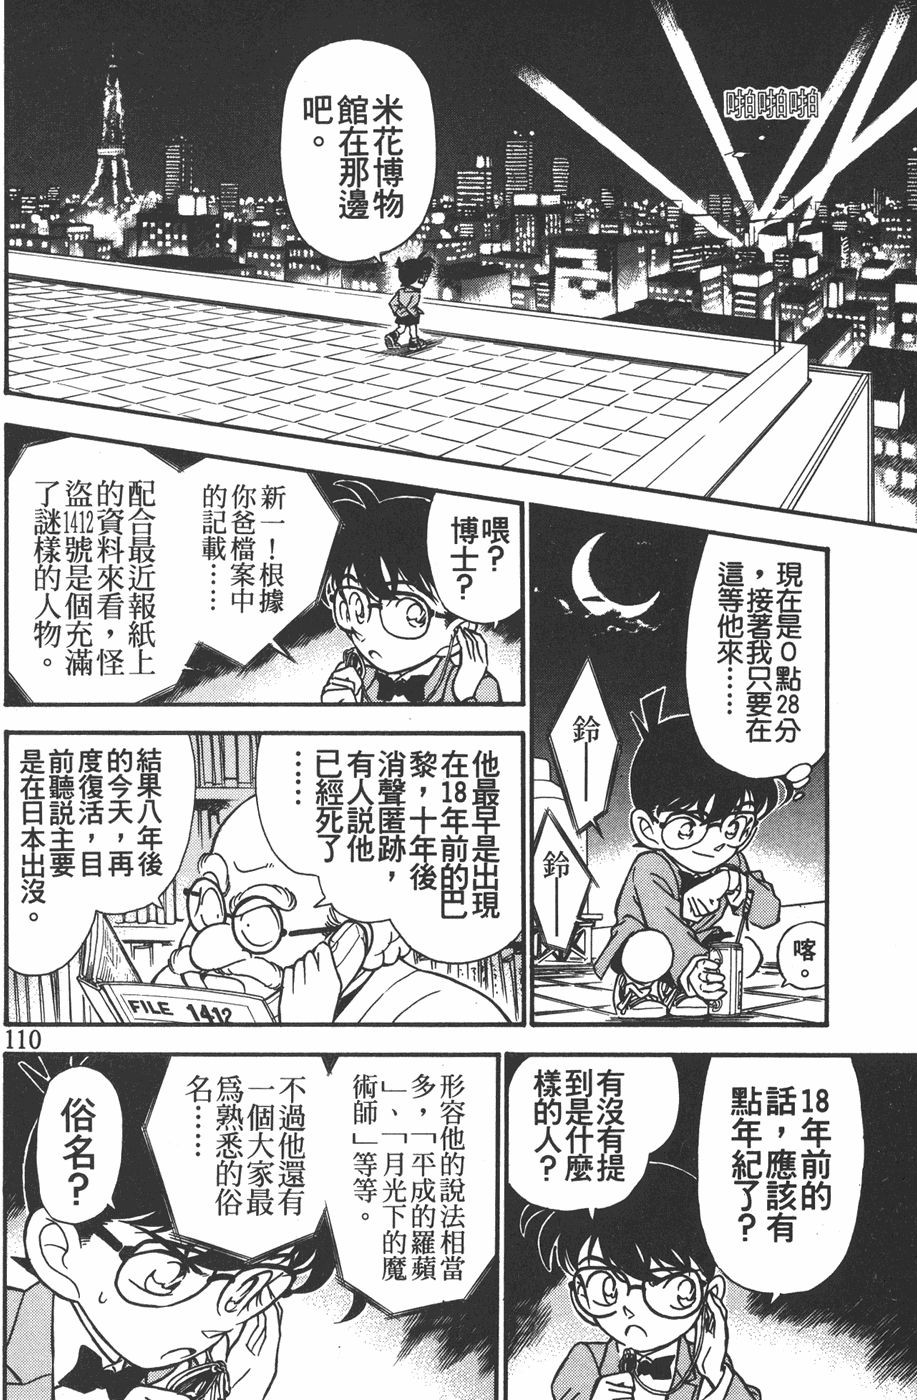 啪啪啪
米花博物
館在那邊
吧。
現在是0點28分
，接著我只要在
這等他來……
鈴—
鈴—
喀。
喂?
博士?
新一!根據
你爸檔案中
的記載……
配合最近報紙上
的資料來看，怪
盜1412號是個充滿
了謎樣的人物。
他最早是出現
在18年前的巴
黎，十年後
消聲匿跡，
有人說他
已經死了
……
結果八年後
的今天，再
度復活，目
前聽說主要
是在日本出沒。
FILE 1412
110
18年前的
話，應該有
點年紀了?
有沒有提
到是什麼
樣的人?
形容他的說法相當
多，「平成的羅蘋
」、「月光下的魔
術師」等等。
不過他還有
一個大家最
為熟悉的俗
名……
俗名?